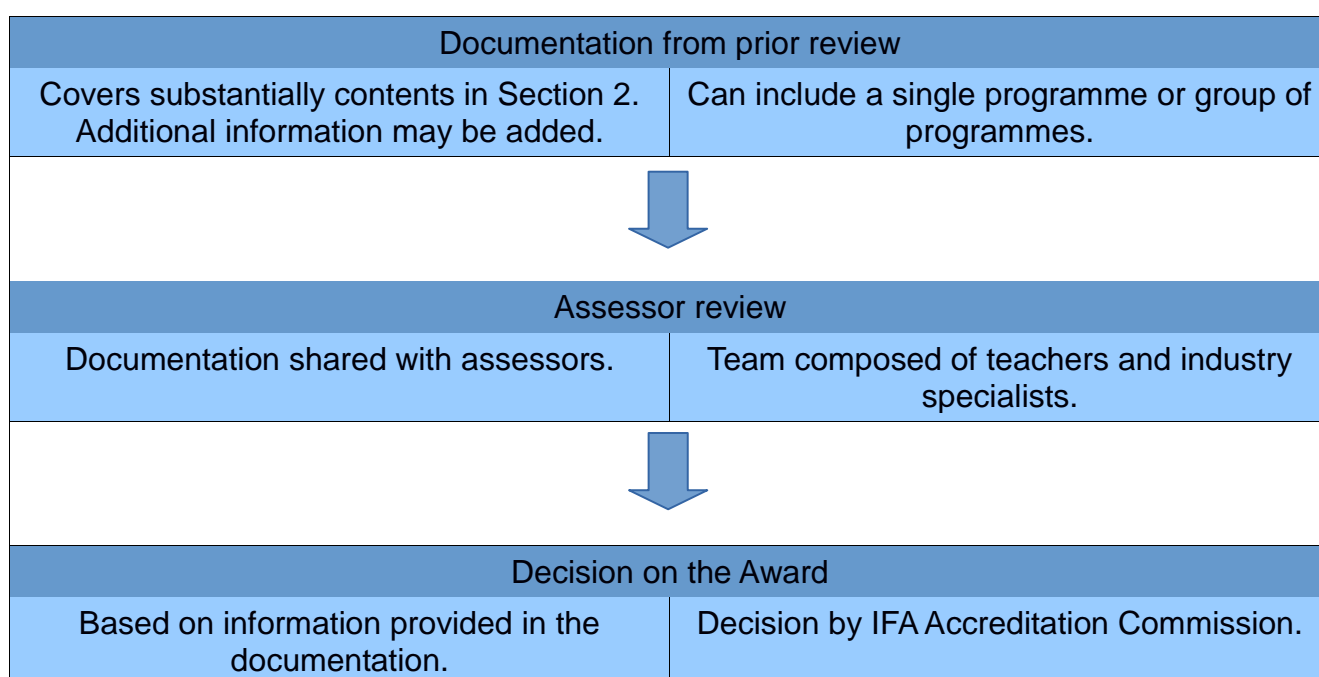 Documentation from prior review
Covers substantially contents in Section 2.
Additional information may be added.
Can include a single programme or group of
programmes.
Assessor review
Documentation shared with assessors.
Team composed of teachers and industry
specialists.
Decision on the Award
Based on information provided in the
documentation.
Decision by IFA Accreditation Commission.